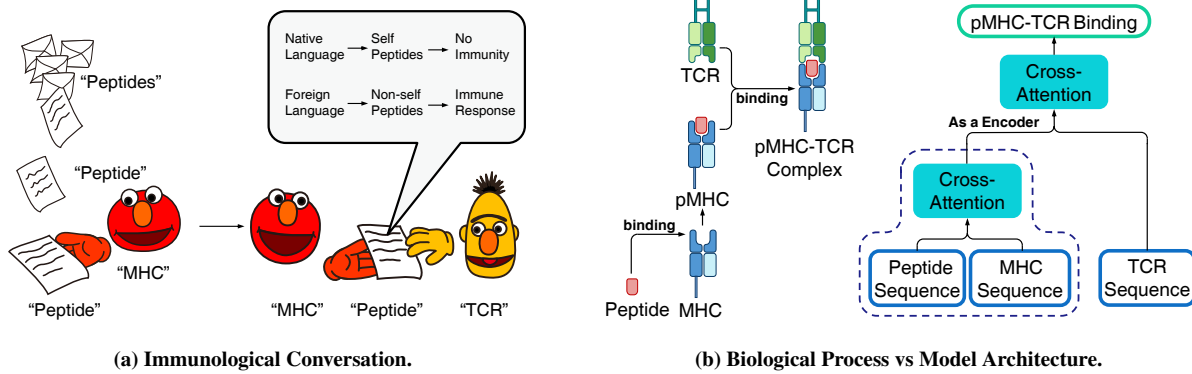 “Peptides”
“Peptide”
“MHC”
“Peptide”
Native Language
Self Peptides
No Immunity
Foreign Language
Non-self Peptides
Immune Response
“MHC”
“Peptide”
“TCR”
(a) Immunological Conversation.
TCR
binding
pMHC-TCR
Complex
pMHC
binding
Peptide
MHC
pMHC-TCR Binding
Cross-
Attention
As a Encoder
Cross-
Attention
Peptide
Sequence
MHC
Sequence
TCR
Sequence
(b) Biological Process vs Model Architecture.